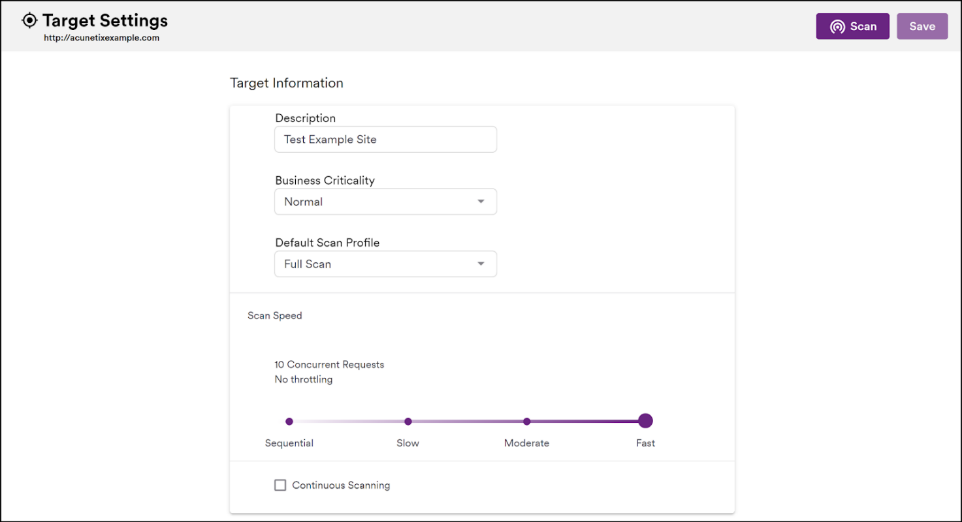 Target Settings
http://acunetixexample.com
Scan
Save
Target Information
Description
Test Example Site
Business Criticality
Normal
Default Scan Profile
Full Scan
Scan Speed
10 Concurrent Requests
No throttling
Sequential Slow Moderate Fast
Continuous Scanning